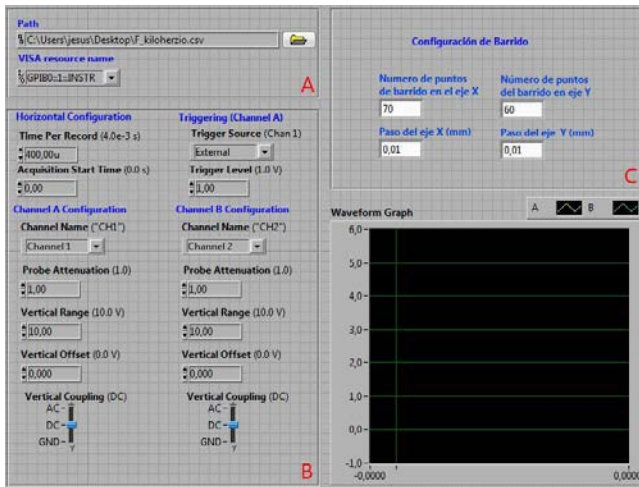 Path
C:\Users\jesus\Desktop\F_kiloherzio.csv
VISA resource name
GPIB0::1::INSTR
A
Horizontal Configuration
Time Per Record (4.0e-3 s)
400,00u
Acquisition Start Time (0.0 s)
0,00
Triggering (Channel A)
Trigger Source (Chan 1)
External
Trigger Level (1.0 V)
1,00
Channel A Configuration
Channel Name ("CH1")
Channel 1
Probe Attenuation (1.0)
1,00
Vertical Range (10.0 V)
10,00
Vertical Offset (0.0 V)
0,000
Vertical Coupling (DC)
AC
DC
GND
Channel B Configuration
Channel Name ("CH2")
Channel 2
Probe Attenuation (1.0)
1,00
Vertical Range (10.0 V)
10,00
Vertical Offset (0.0 V)
0,000
Vertical Coupling (DC)
AC
DC
GND
B
Configuración de Barrido
Numero de puntos
de barrido en el eje X
70
Número de puntos
del barrido en eje Y
60
Paso del eje X (mm)
0,01
Paso del eje Y (mm)
0,01
C
Waveform Graph
A
B
6,0
5,0
4,0
3,0
2,0
1,0
0,0
-1,0
-0,0000
0,0000